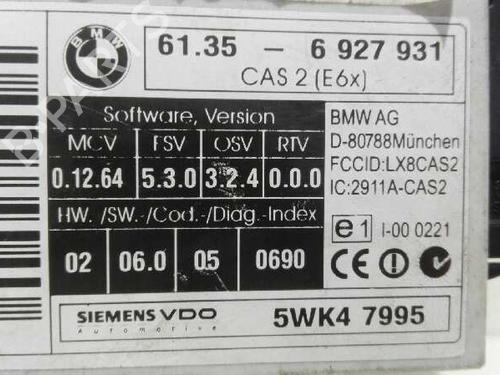 BMW
61.35 - 6 927 931
CAS 2 (E6x)
Software, Version
MCV FSV OSV RTV
0.12.64 5.3.0 3.2.4 0.0.0
HW. /SW.-/Cod.-/Diag.-Index
02 06.0 05 0690
BMW AG
D-80788München
FCCID:LX8CAS2
IC:2911A-CAS2
e1 I-00 0221
CE
SIEMENS VDO
Automotive
5WK4 7995